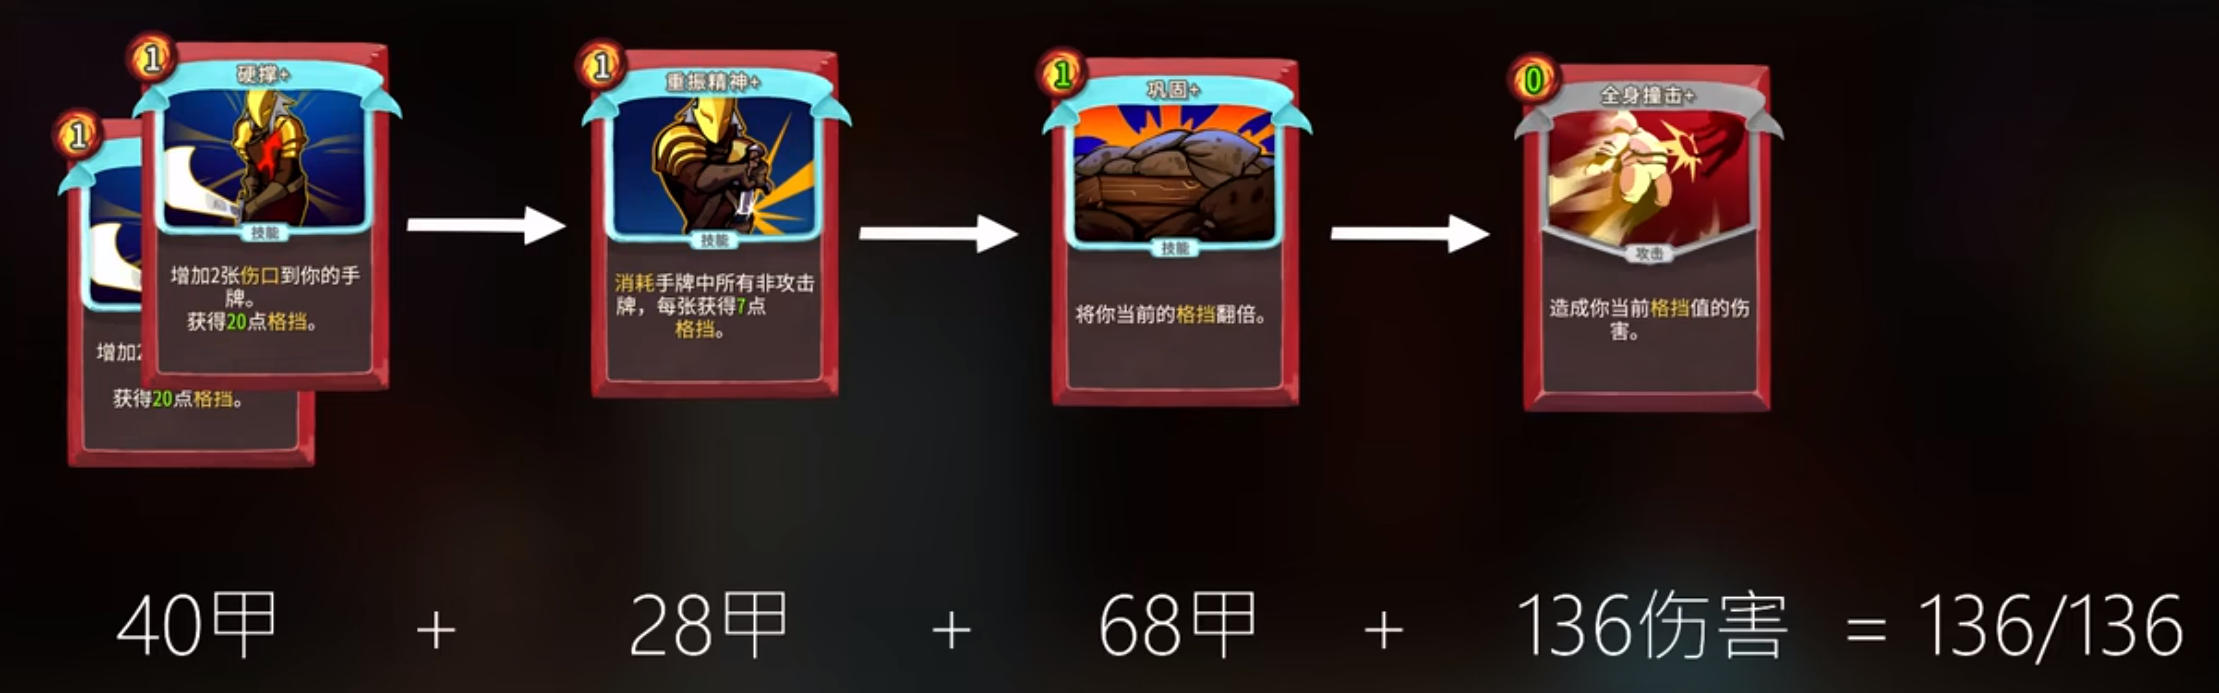 1
硬撑+
技能
增加2张伤口到你的手
牌。
获得20点格挡。
1
增加2
获得20点格挡。
1
重振精神+
技能
消耗手牌中所有非攻击
牌，每张获得7点
格挡。
1
巩固+
技能
将你当前的格挡翻倍。
0
全身撞击+
攻击
造成你当前格挡值的伤
害。
40甲 + 28甲 + 68甲 + 136伤害 = 136/136